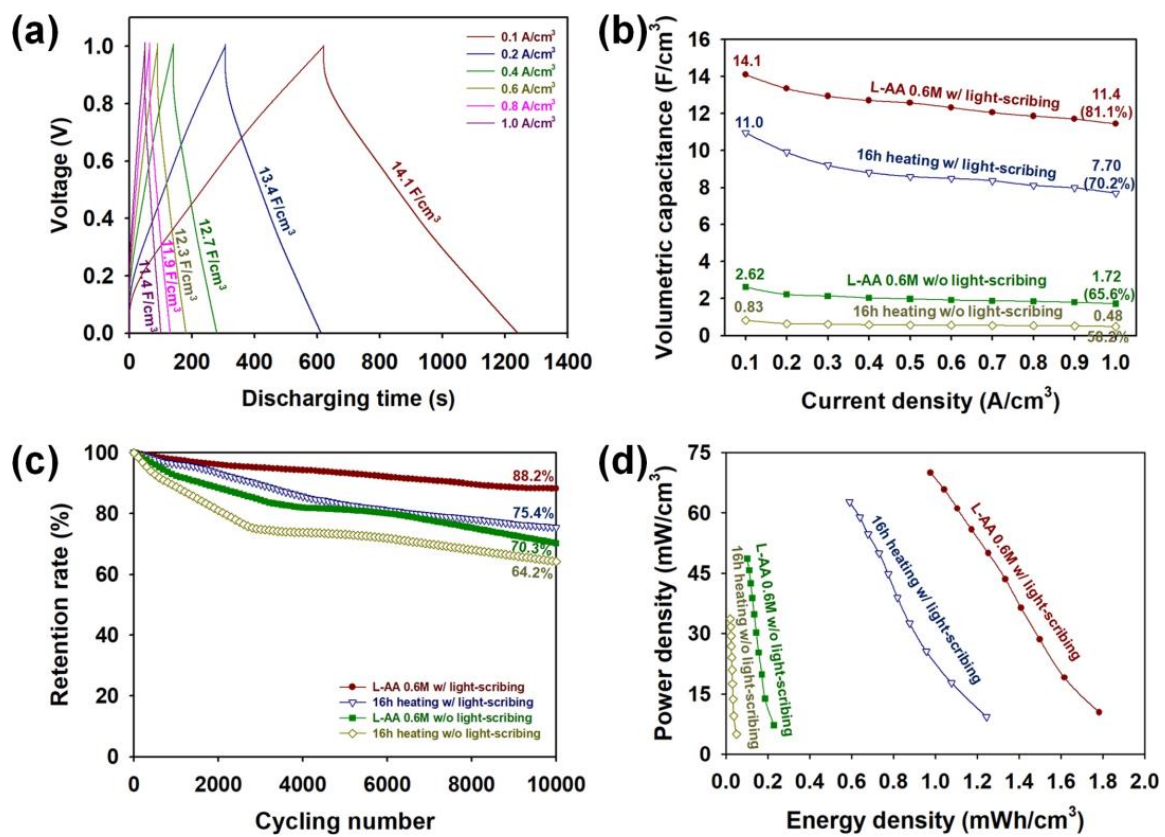 (a)
1.0
0.8
0.6
0.4
0.2
0.0
Voltage (V)
0.1 A/cm³
0.2 A/cm³
0.4 A/cm³
0.6 A/cm³
0.8 A/cm³
1.0 A/cm³
14.1 F/cm³
13.4 F/cm³
12.7 F/cm³
12.3 F/cm³
11.9 F/cm³
11.4 F/cm³
0 200 400 600 800 1000 1200 1400
Discharging time (s)
(b)
18
16
14
12
10
8
6
4
2
0
Volumetric capacitance (F/cm³)
14.1
L-AA 0.6M w/ light-scribing
11.4
(81.1%)
11.0
16h heating w/ light-scribing
7.70
(70.2%)
2.62
L-AA 0.6M w/o light-scribing
1.72
(65.6%)
0.83
16h heating w/o light-scribing
0.48
58.2%
0.1 0.2 0.3 0.4 0.5 0.6 0.7 0.8 0.9 1.0
Current density (A/cm³)
(c)
100
80
60
40
20
0
Retention rate (%)
88.2%
75.4%
70.3%
64.2%
L-AA 0.6M w/ light-scribing
16h heating w/ light-scribing
L-AA 0.6M w/o light-scribing
16h heating w/o light-scribing
0 2000 4000 6000 8000 10000
Cycling number
(d)
75
60
45
30
15
0
Power density (mW/cm³)
L-AA 0.6M w/ light-scribing
16h heating w/ light-scribing
L-AA 0.6M w/o light-scribing
16h heating w/o light-scribing
0.0 0.2 0.4 0.6 0.8 1.0 1.2 1.4 1.6 1.8 2.0
Energy density (mWh/cm³)